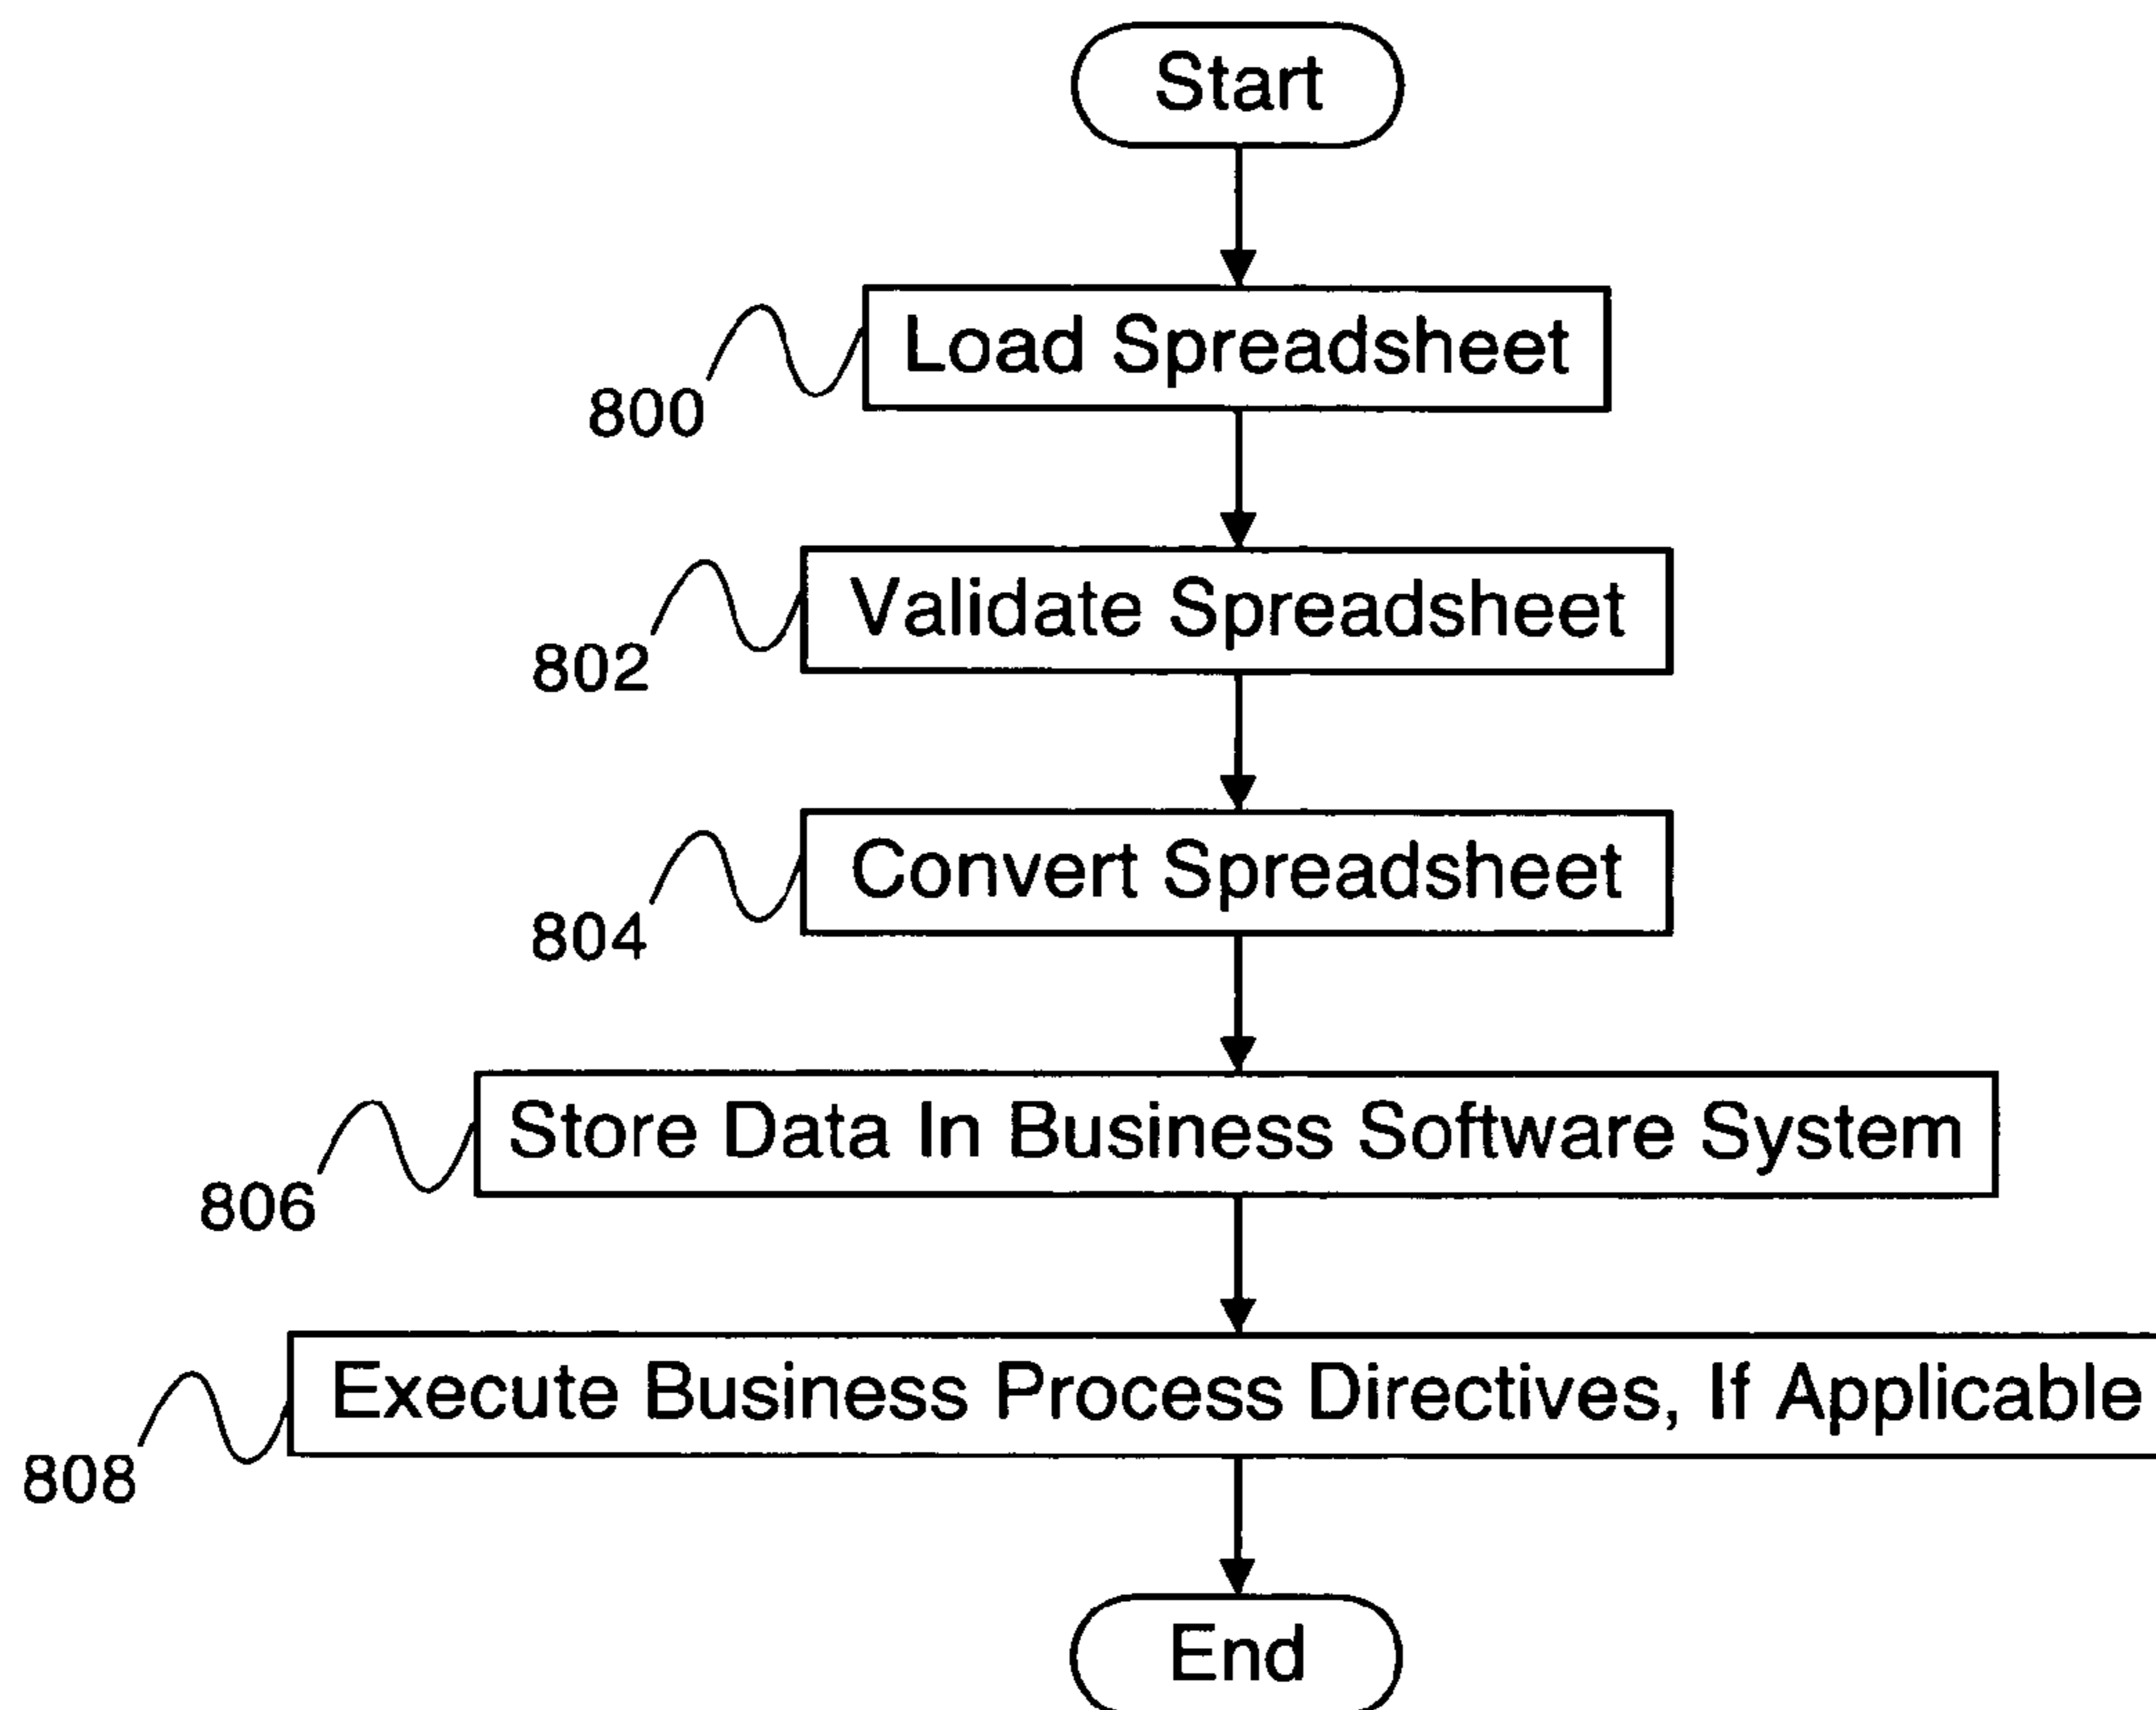 Start
Load Spreadsheet
800
Validate Spreadsheet
802
Convert Spreadsheet
804
Store Data In Business Software System
806
Execute Business Process Directives, If Applicable
808
End